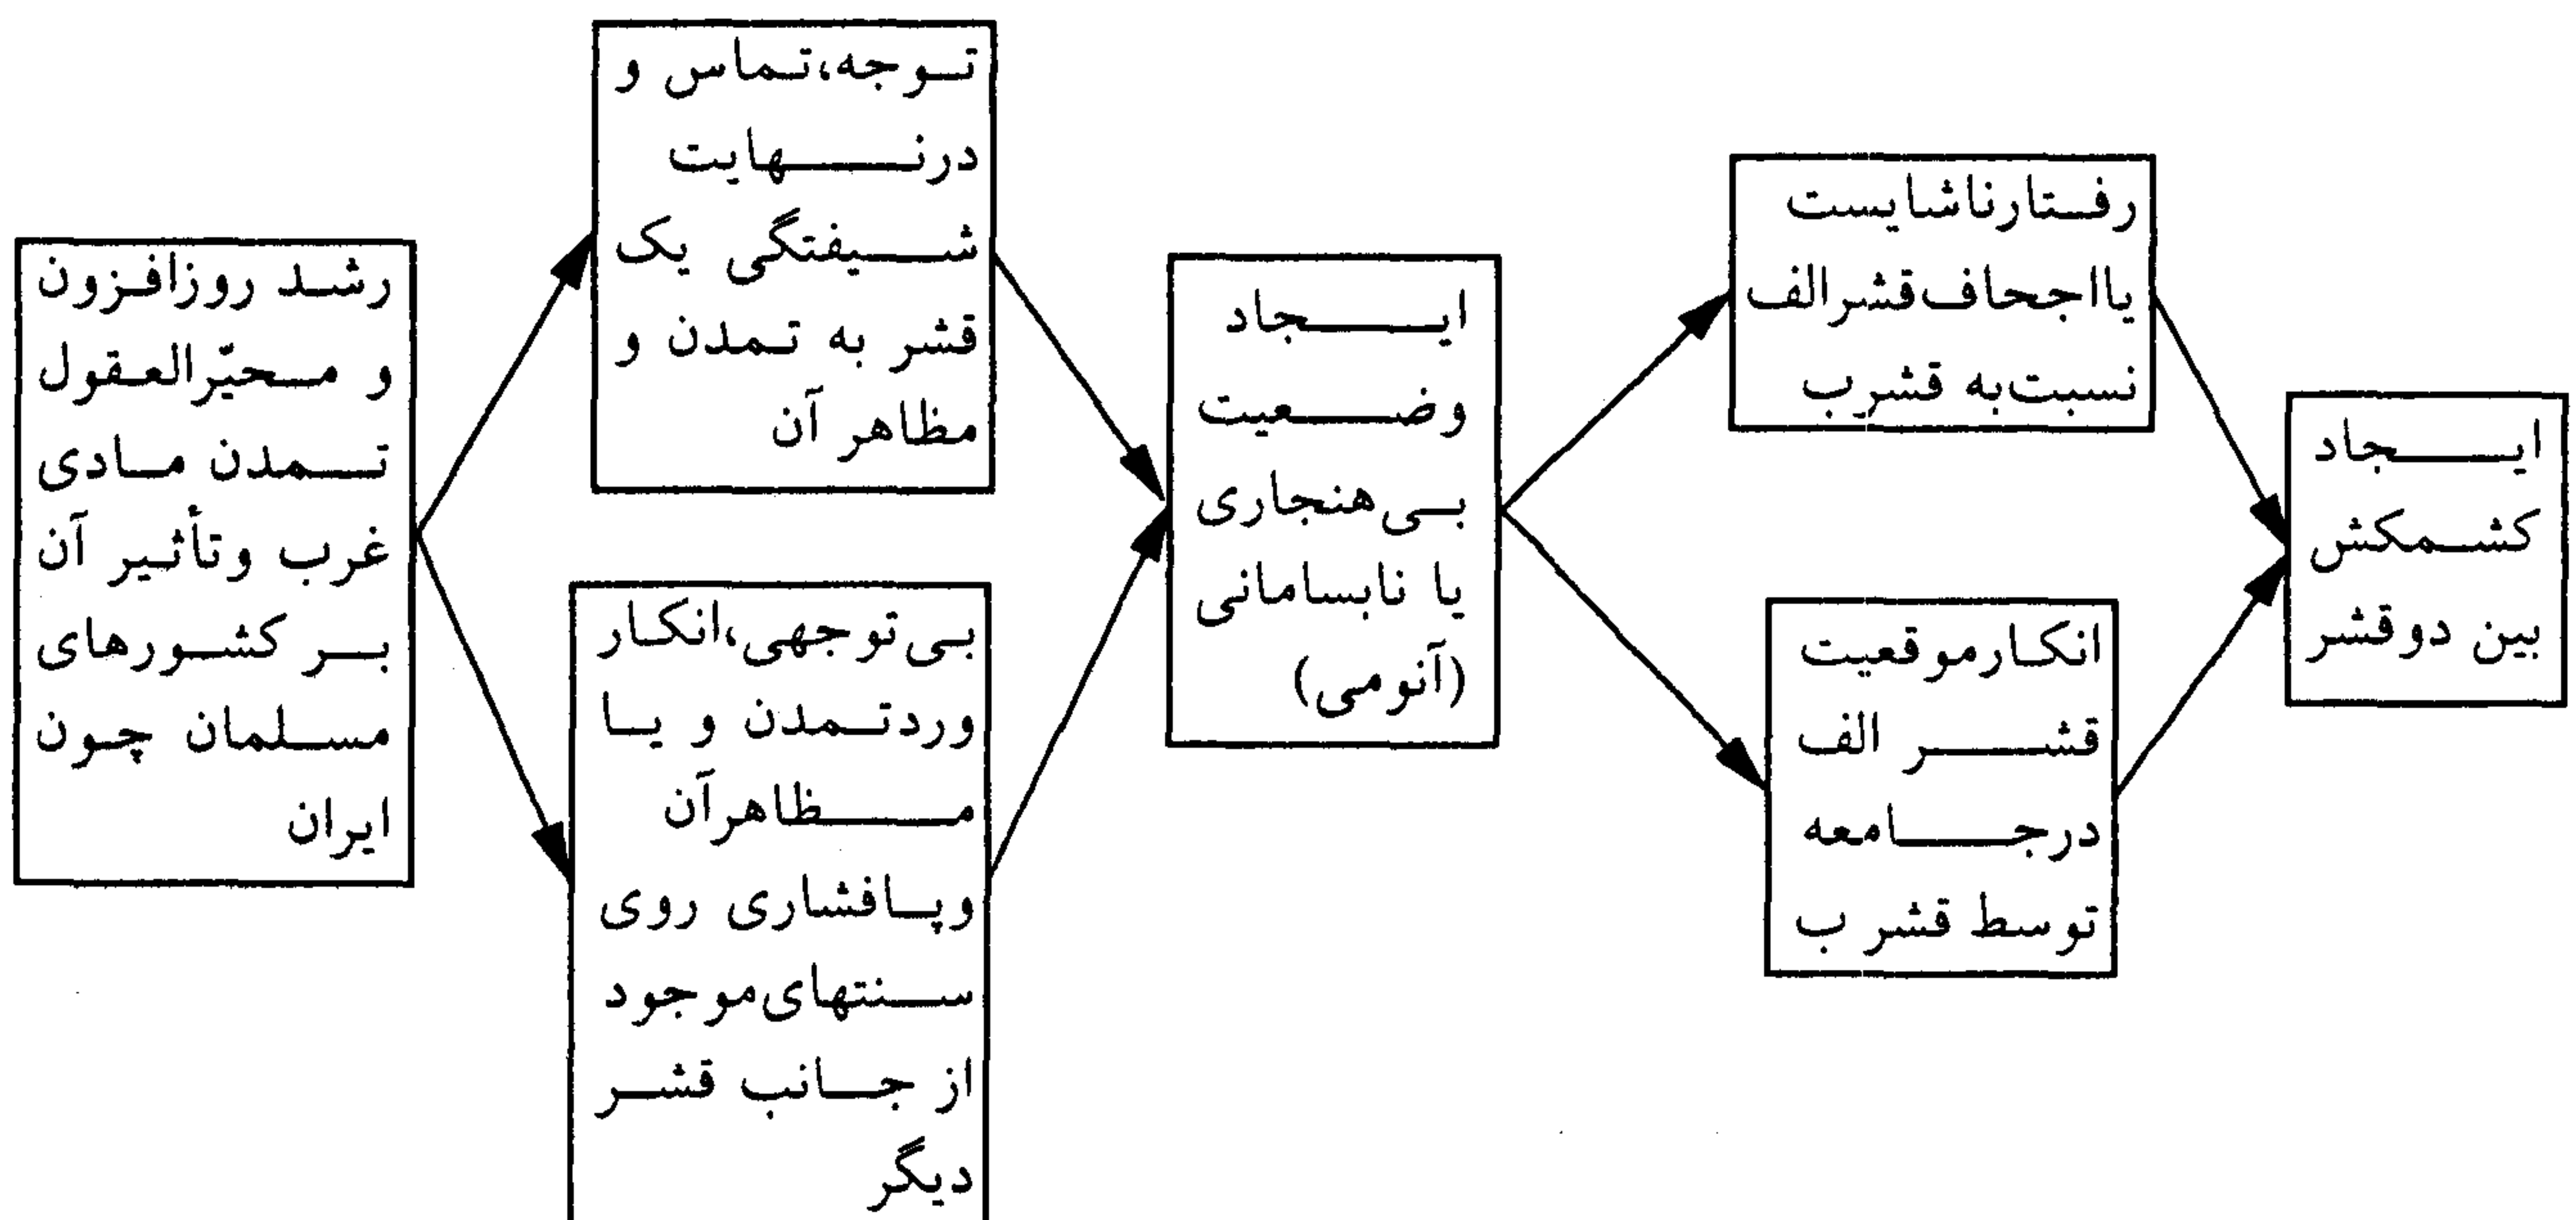 رشد روزافزون
و محیّرالعقول
تمدن مادی
غرب وتأثیر آن
بر کشورهای
مسلمان چون
ایران
توجه،تماس و
درنهایت
شیفتگی یک
قشر به تمدن و
مظاهر آن
بی‌توجهی،انکار
وردتمدن و یا
مظاهرآن
وپافشاری روی
سنتهای‌موجود
از جانب قشر
دیگر
ایجاد
وضعیت
بی‌هنجاری
یا نابسامانی
(آنومی)
رفتارناشایست
یااجحاف‌قشرالف
نسبت‌به قشرب
انکارموقعیت
قشر الف
درجامعه
توسط قشر ب
ایجاد
کشمکش
بین دوقشر